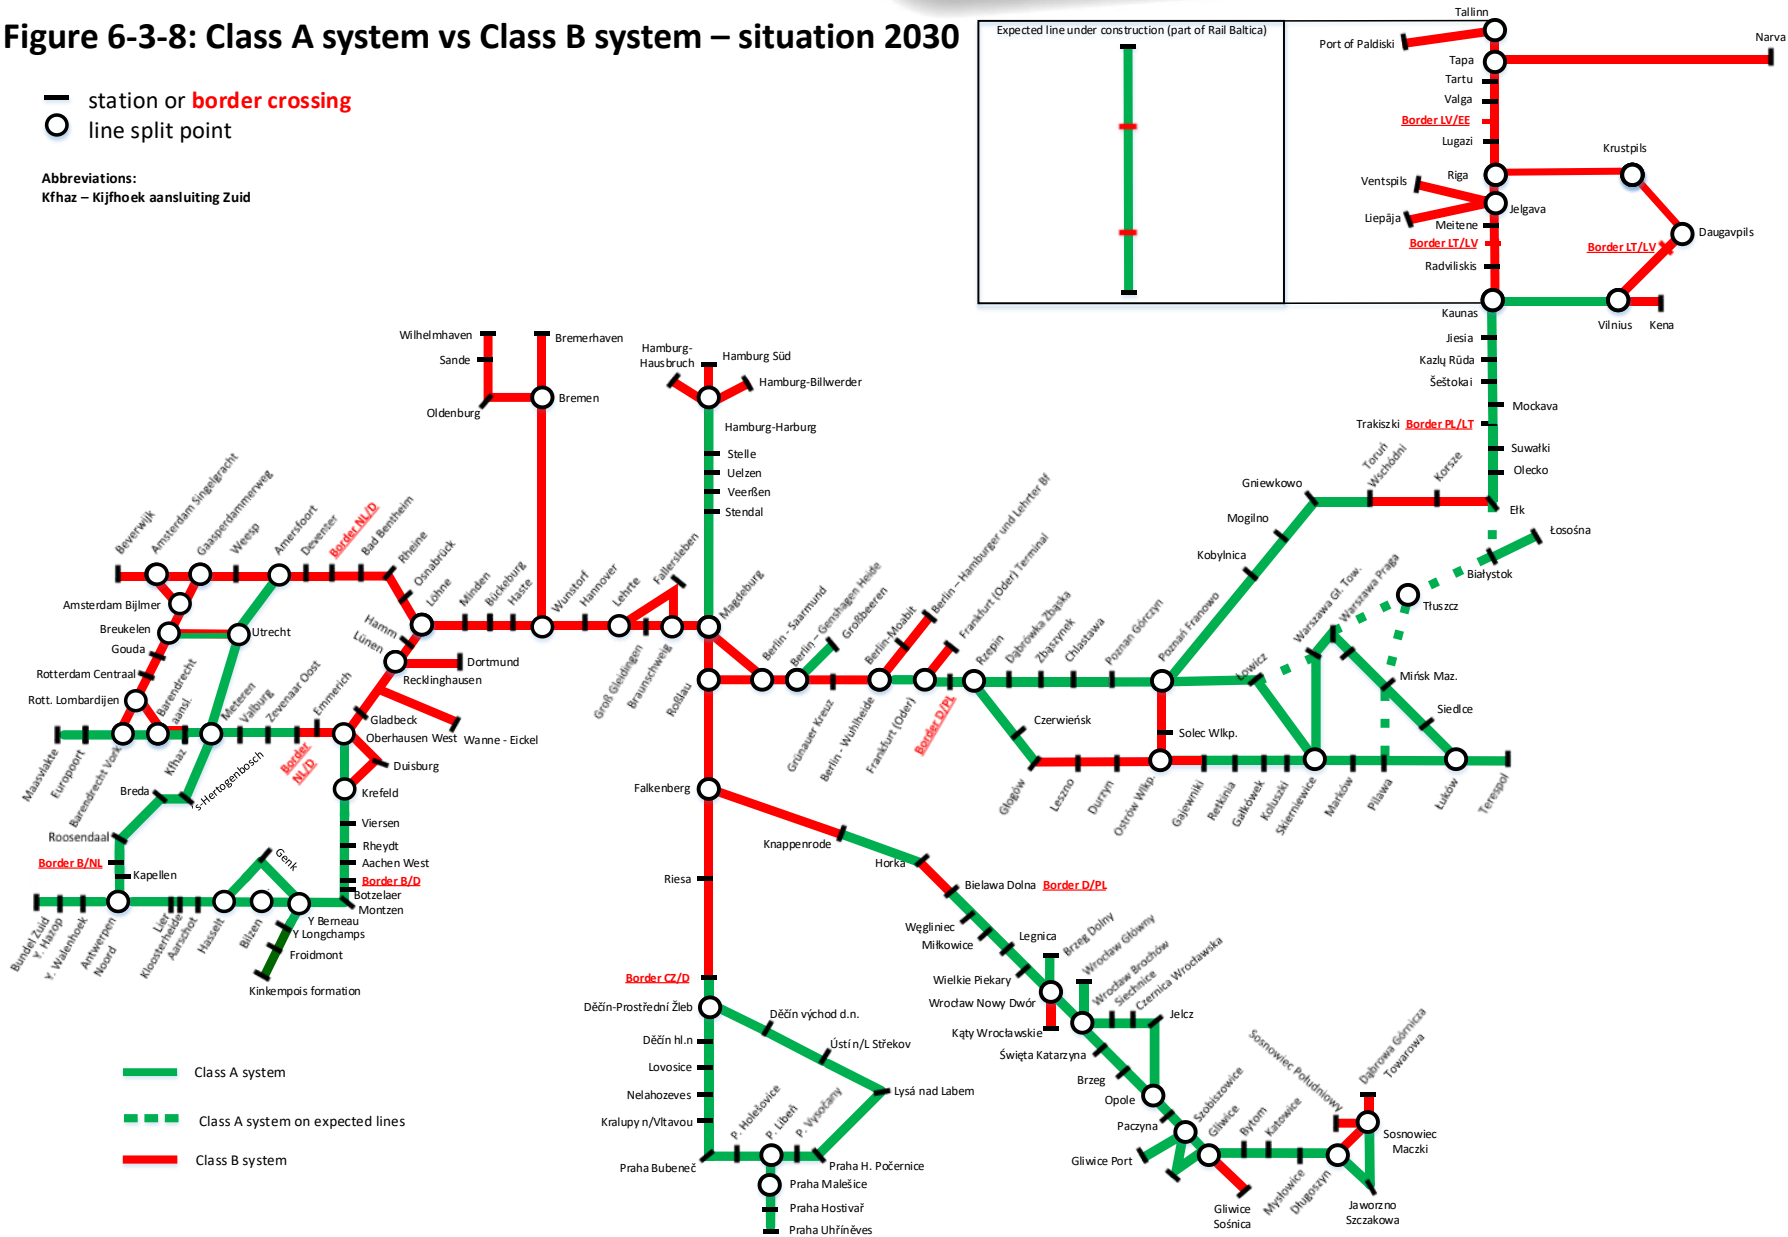 Figure 6-3-8: Class A system vs Class B system – situation 2030
station or border crossing
line split point
Abbreviations:
Kfhaz – Kijfhoek aansluiting Zuid
Expected line under construction (part of Rail Baltica)
Tallinn
Port of Paldiski
Narva
Tapa
Tartu
Valga
Border LV/EE
Lugazi
Krustpils
Riga
Ventspils
Liepāja
Jelgava
Meitene
Border LT/LV
Border LT/LV
Daugavpils
Radviliskis
Kaunas
Vilnius
Kena
Jiesia
Kazlų Rūda
Šeštokai
Mockava
Trakiszki Border PL/LT
Suwałki
Olecko
Ełk
Toruń
Wschódni
Korsze
Gniewkowo
Mogilno
Kobylnica
Łosośna
Białystok
Tłuszcz
Warszawa Gł. Tow.
Warszawa Praga
Mińsk Maz.
Siedlce
Łowicz
Wilhelmhaven
Sande
Oldenburg
Bremerhaven
Bremen
Hamburg-
Hausbruch
Hamburg Süd
Hamburg-Billwerder
Hamburg-Harburg
Stelle
Uelzen
Veerßen
Stendal
Beverwijk
Amsterdam Singelgracht
Gaasperdammerweg
Weesp
Amersfoort
Deventer
Border NL/D
Bad Bentheim
Rheine
Osnabrück
Löhne
Minden
Bückeburg
Haste
Wunstorf
Hannover
Lehrte
Fallersleben
Magdeburg
Amsterdam Bijlmer
Breukelen
Utrecht
Gouda
Rotterdam Centraal
Rott. Lombardijen
Barendrecht
aansl.
Meteren
Valburg
Zevenaar Oost
Emmerich
Hamm
Lünen
Dortmund
Recklinghausen
Gladbeck
Oberhausen West
Wanne - Eickel
Duisburg
Krefeld
Groß Gleidingen
Braunschweig
Roßlau
Berlin - Saarmund
Berlin – Genshagen Heide
Großbeeren
Berlin-Moabit
Berlin – Hamburger und Lehrter Bf
Frankfurt (Oder) Terminal
Grünauer Kreuz
Berlin - Wuhlheide
Frankfurt (Oder)
Border D/PL
Rzepin
Dąbrówka Zbąska
Zbąszynek
Chlastawa
Poznan Górczyn
Poznań Franowo
Czerwieńsk
Solec Wlkp.
Głogów
Leszno
Durzyn
Ostrów Wlkp.
Gajewniki
Retkinia
Gałkówek
Koluszki
Skierniewice
Marków
Pilawa
Łuków
Terespol
Maasvlakte
Europoort
Barendrecht Vork
Kfhaz
's-Hertogenbosch
Border
NL/D
Breda
Roosendaal
Border B/NL
Kapellen
Viersen
Rheydt
Aachen West
Border B/D
Botzelaer
Montzen
Genk
Bundel Zuid
Y. Hazop
Y. Walenhoek
Antwerpen
Noord
Lier
Kloosterheide
Aarschot
Hasselt
Bilzen
Y Berneau
Y Longchamps
Froidmont
Kinkempois formation
Falkenberg
Riesa
Knappenrode
Horka
Bielawa Dolna Border D/PL
Węgliniec
Miłkowice
Legnica
Wielkie Piekary
Brzeg Dolny
Wrocław Główny
Wrocław Brochów
Siechnice
Czernica Wrocławska
Wrocław Nowy Dwór
Kąty Wrocławskie
Jelcz
Święta Katarzyna
Brzeg
Opole
Paczyna
Gliwice Port
Szobiszowice
Gliwice
Bytom
Katowice
Sosnowiec Południowy
Dąbrowa Górnicza
Towarowa
Sosnowiec
Maczki
Mysłowice
Długoszyn
Gliwice
Sośnica
Jaworzno
Szczakowa
Border CZ/D
Děčín-Prostřední Žleb
Děčín východ d.n.
Děčín hl.n
Ústí n/L Střekov
Lovosice
Nelahozeves
Lysá nad Labem
Kralupy n/Vltavou
P. Holešovice
P. Libeň
P. Vysočany
Praha Bubeneč
Praha H. Počernice
Praha Malešice
Praha Hostivař
Praha Uhříněves
Class A system
Class A system on expected lines
Class B system